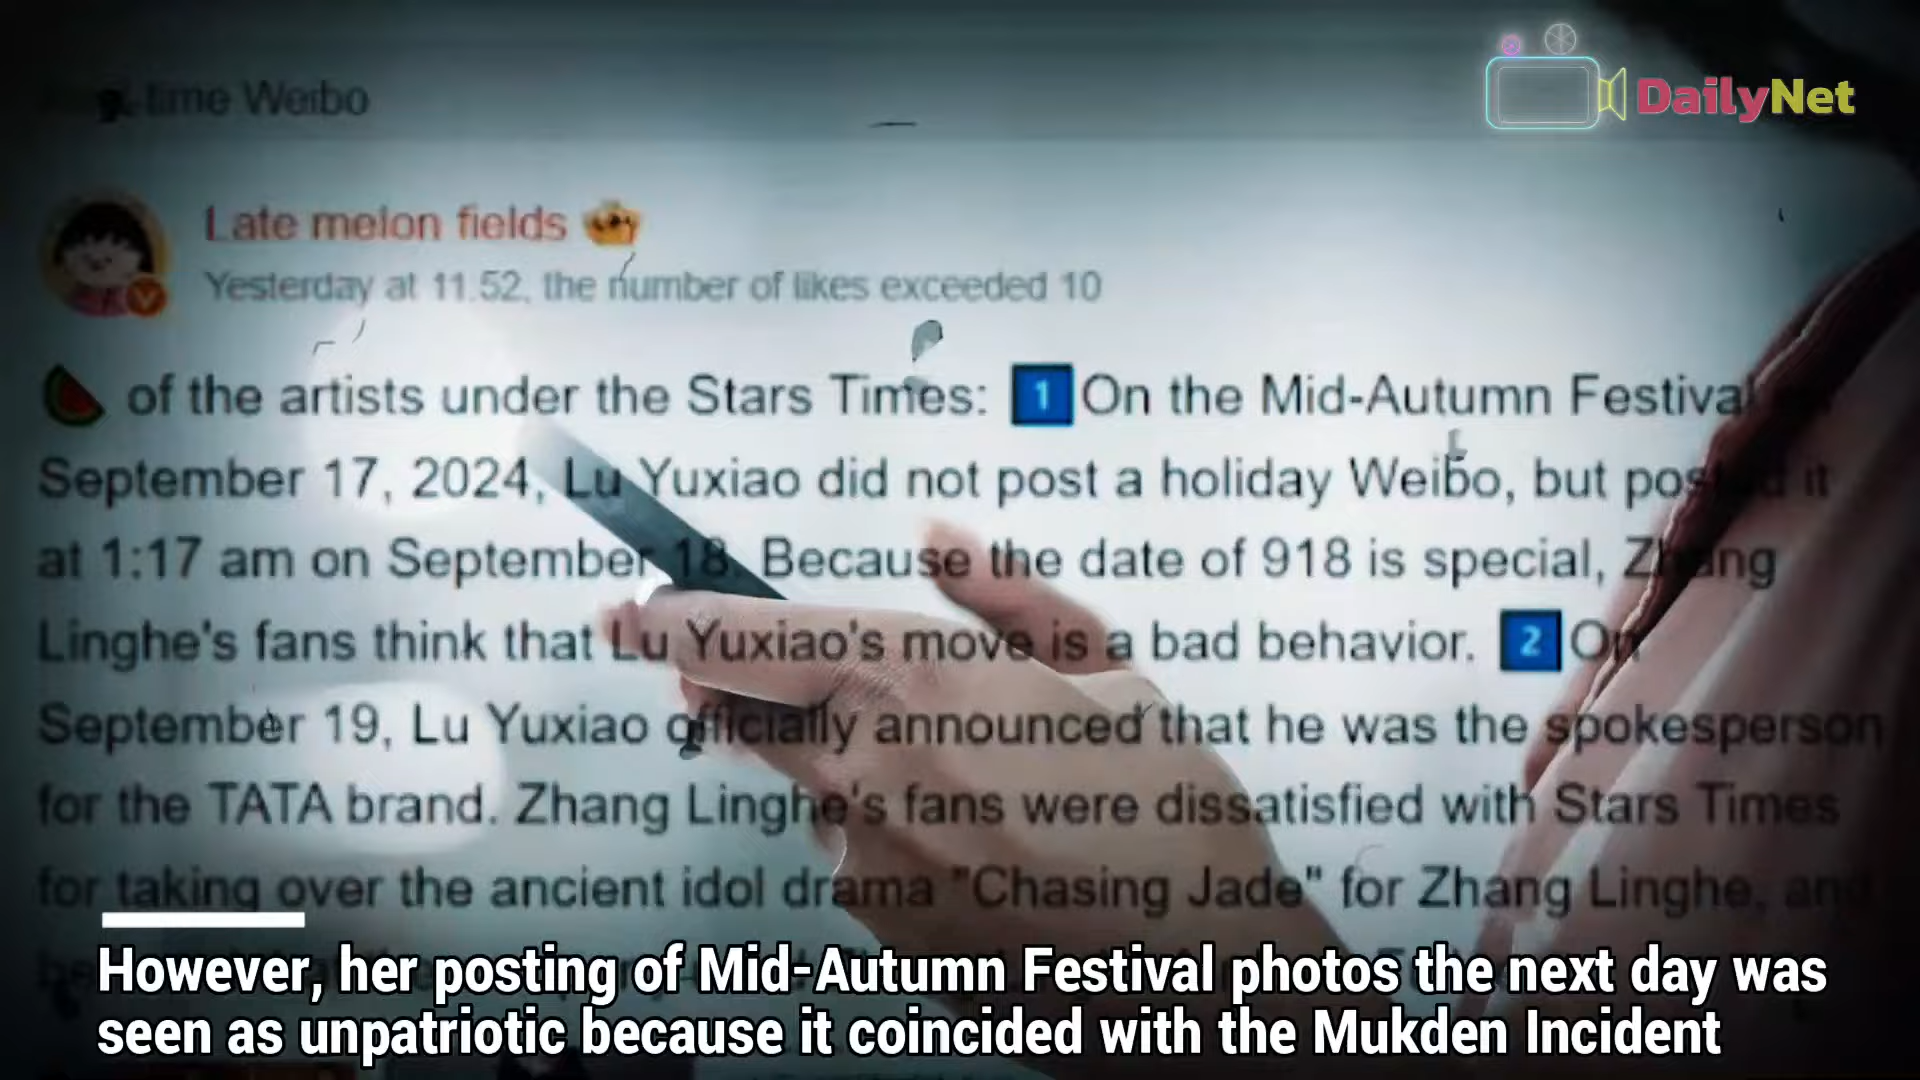 time Weibo
DailyNet
Late melon fields
Yesterday at 11.52, the number of likes exceeded 10
of the artists under the Stars Times: 1 On the Mid-Autumn Festival
September 17, 2024, Lu Yuxiao did not post a holiday Weibo, but posted it
at 1:17 am on September 18. Because the date of 918 is special, Zhang
Linghe's fans think that Lu Yuxiao's move is a bad behavior. 2 On
September 19, Lu Yuxiao officially announced that he was the spokesperson
for the TATA brand. Zhang Linghe's fans were dissatisfied with Stars Times
for taking over the ancient idol drama "Chasing Jade" for Zhang Linghe, and
However, her posting of Mid-Autumn Festival photos the next day was
seen as unpatriotic because it coincided with the Mukden Incident